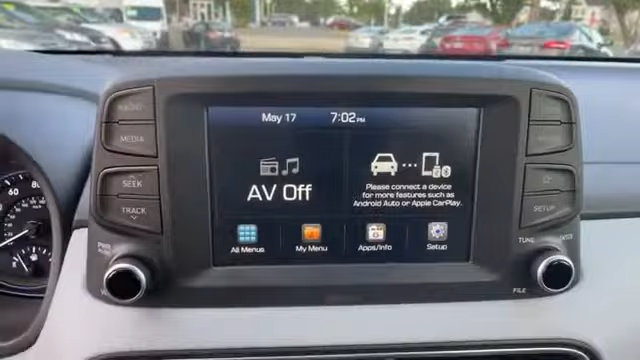 RADIO
MEDIA
SEEK
TRACK
PWR
May 17
7:02 PM
AV Off
Please connect a device
for more features such as
Android Auto or Apple CarPlay.
All Menus
My Menu
Apps/Info
Setup
SETUP
TUNE
FILE
60
80